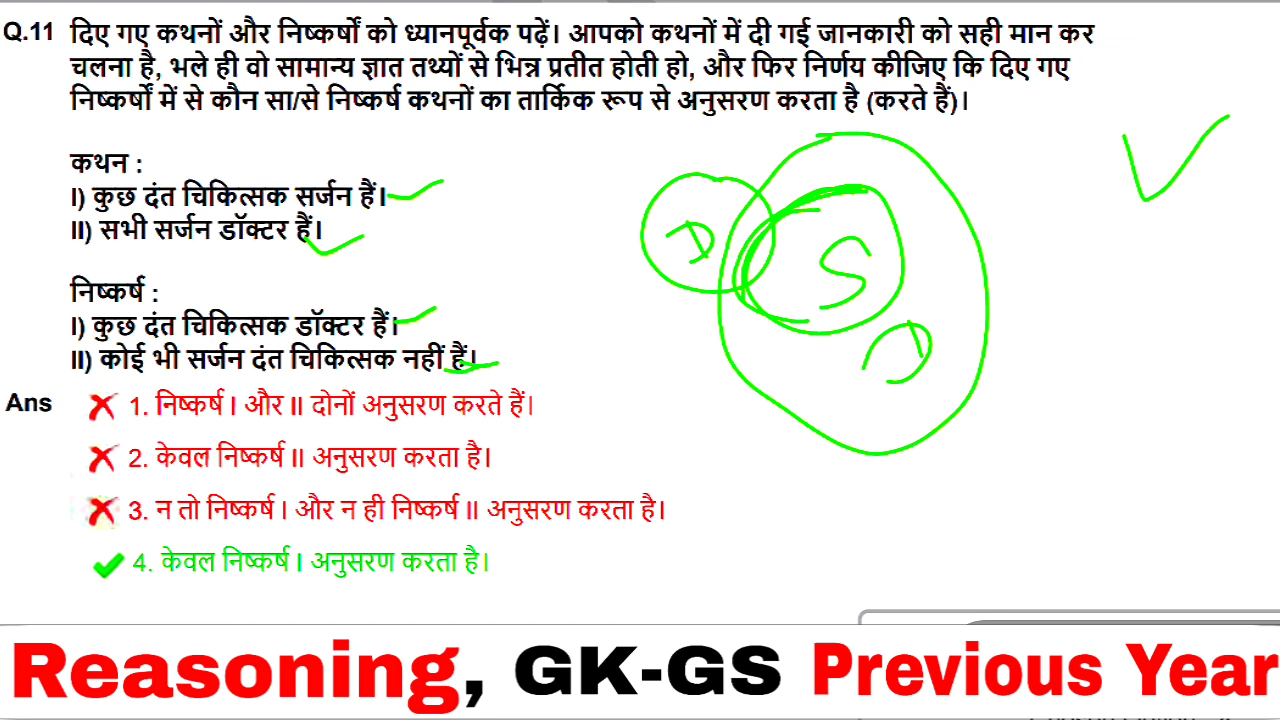 Q.11 दिए गए कथनों और निष्कर्षों को ध्यानपूर्वक पढ़ें। आपको कथनों में दी गई जानकारी को सही मान कर
चलना है, भले ही वो सामान्य ज्ञात तथ्यों से भिन्न प्रतीत होती हो, और फिर निर्णय कीजिए कि दिए गए
निष्कर्षों में से कौन सा/से निष्कर्ष कथनों का तार्किक रूप से अनुसरण करता है (करते हैं)।
कथन :
I) कुछ दंत चिकित्सक सर्जन हैं।
II) सभी सर्जन डॉक्टर हैं।
D
S
D
निष्कर्ष :
I) कुछ दंत चिकित्सक डॉक्टर हैं।
II) कोई भी सर्जन दंत चिकित्सक नहीं हैं।
Ans 1. निष्कर्ष I और II दोनों अनुसरण करते हैं।
2. केवल निष्कर्ष II अनुसरण करता है।
3. न तो निष्कर्ष I और न ही निष्कर्ष II अनुसरण करता है।
4. केवल निष्कर्ष I अनुसरण करता है।
Reasoning, GK-GS Previous Year